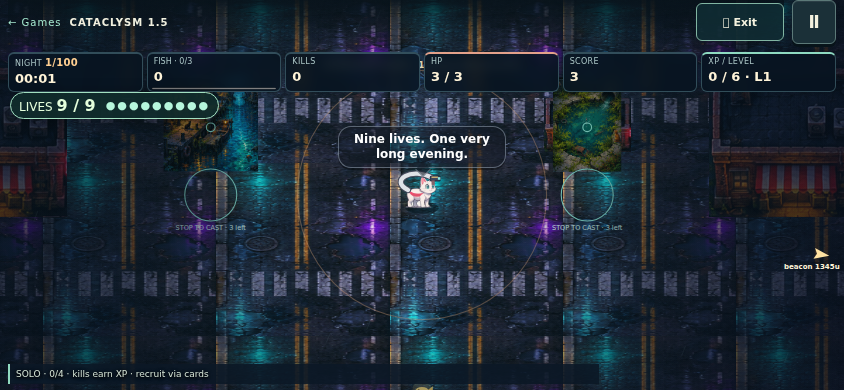 ← Games CATACLYSM 1.5
Exit
NIGHT 1/100
00:01
FISH · 0/3
0
KILLS
0
HP
3 / 3
SCORE
3
XP / LEVEL
0 / 6 · L1
LIVES 9 / 9
Nine lives. One very
long evening.
STOP TO CAST · 3 left
STOP TO CAST · 3 left
beacon 1345u
SOLO · 0/4 · kills earn XP · recruit via cards